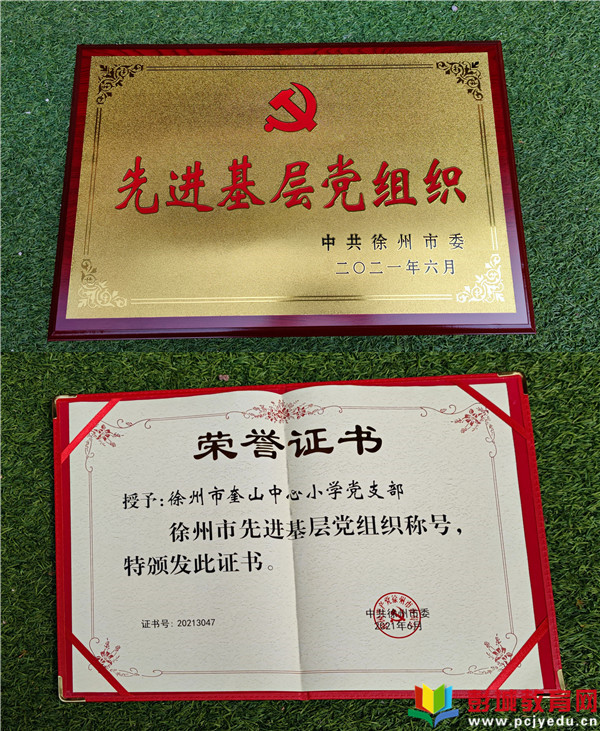 先进基层党组织
中共徐州市委
二〇二一年六月
荣誉证书
授予:徐州市奎山中心小学党支部
徐州市先进基层党组织称号,
特颁发此证书。
证书号: 20213047
中共徐州市委
2021年6月
彭城教育网
www.pcjyedu.cn